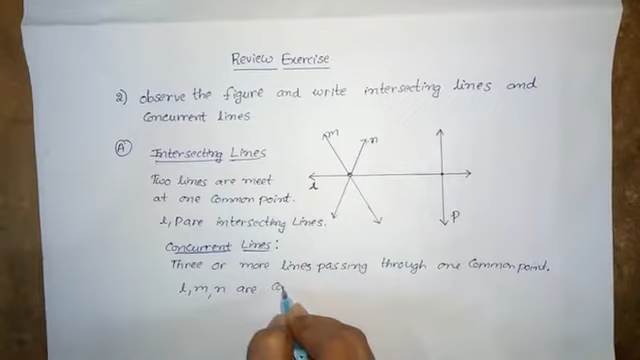 Review Exercise
2) observe the figure and write intersecting lines and
Concurrent lines
A Intersecting Lines
Two lines are meet
at one Common point.
l, P are intersecting Lines.
m
n
l
p
Concurrent Lines:
Three or more lines passing through one Common point.
l, m, n are Co